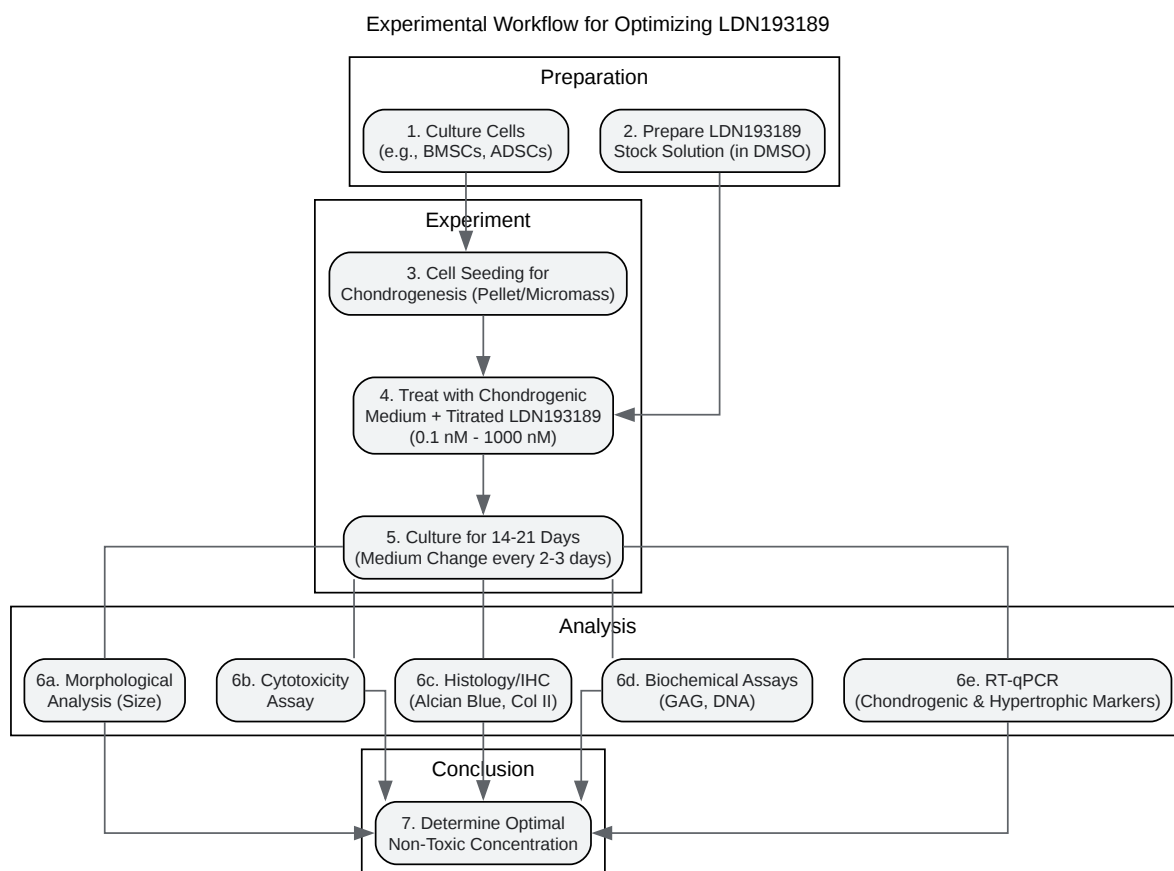 Experimental Workflow for Optimizing LDN193189
Preparation
1. Culture Cells
(e.g., BMSCs, ADSCs)
2. Prepare LDN193189
Stock Solution (in DMSO)
Experiment
3. Cell Seeding for
Chondrogenesis (Pellet/Micromass)
4. Treat with Chondrogenic
Medium + Titrated LDN193189
(0.1 nM - 1000 nM)
5. Culture for 14-21 Days
(Medium Change every 2-3 days)
Analysis
6a. Morphological
Analysis (Size)
6b. Cytotoxicity
Assay
6c. Histology/IHC
(Alcian Blue, Col II)
6d. Biochemical Assays
(GAG, DNA)
6e. RT-qPCR
(Chondrogenic & Hypertrophic Markers)
Conclusion
7. Determine Optimal
Non-Toxic Concentration